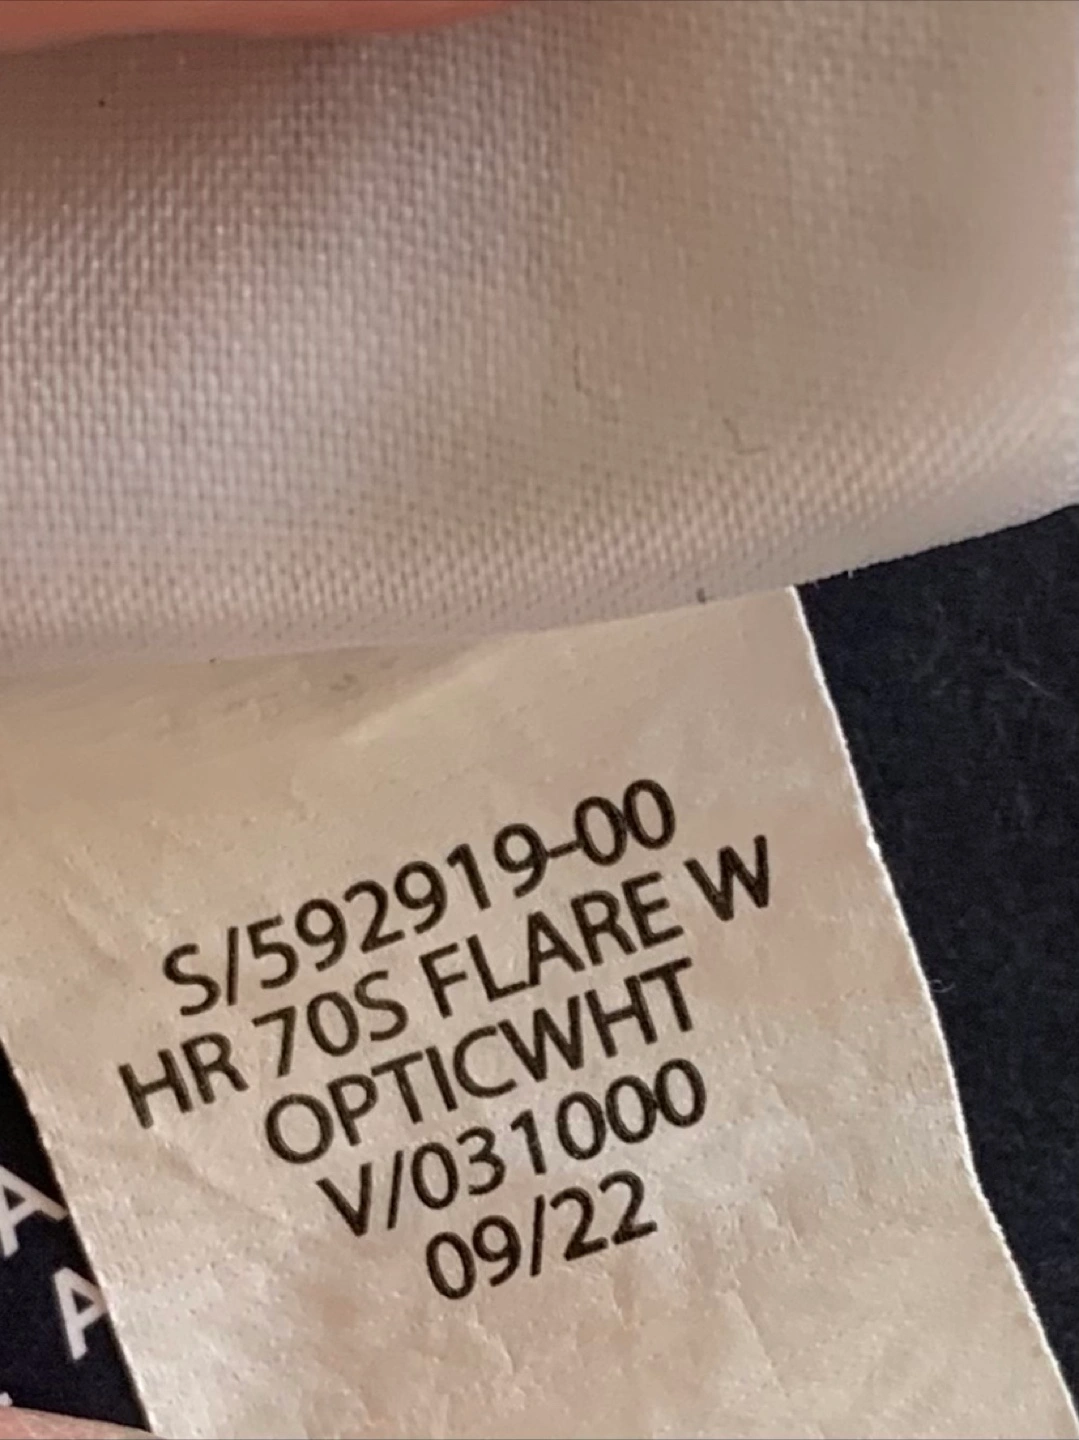 S/592919-00
HR 70S FLARE W
OPTICWHT
V/031000
09/22
A
A